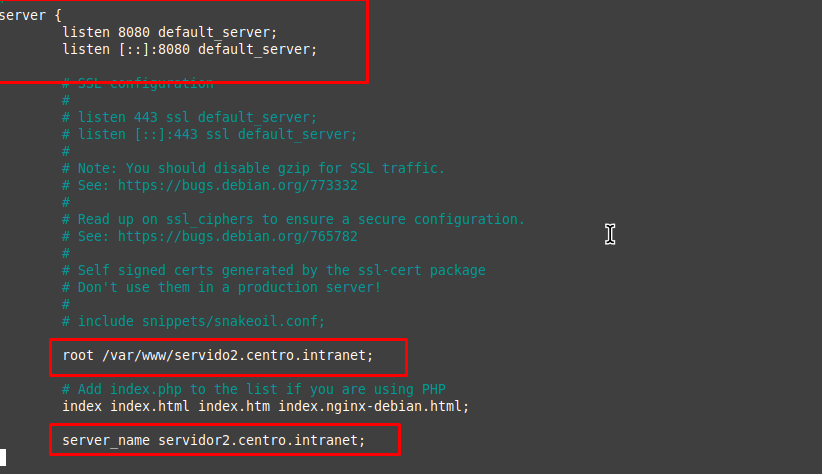 server {
listen 8080 default_server;
listen [::]:8080 default_server;
# SSL configuration
#
# listen 443 ssl default_server;
# listen [::]:443 ssl default_server;
#
# Note: You should disable gzip for SSL traffic.
# See: https://bugs.debian.org/773332
#
# Read up on ssl_ciphers to ensure a secure configuration.
# See: https://bugs.debian.org/765782
#
# Self signed certs generated by the ssl-cert package
# Don't use them in a production server!
#
# include snippets/snakeoil.conf;
root /var/www/servido2.centro.intranet;
# Add index.php to the list if you are using PHP
index index.html index.htm index.nginx-debian.html;
server_name servidor2.centro.intranet;